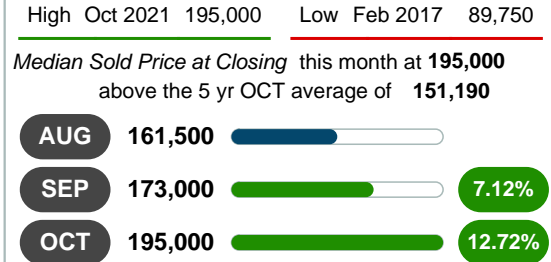 High Oct 2021 195,000 Low Feb 2017 89,750
Median Sold Price at Closing this month at 195,000
above the 5 yr OCT average of 151,190
AUG 161,500
SEP 173,000 7.12%
OCT 195,000 12.72%